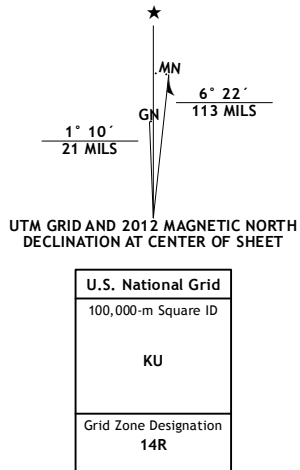 MN
GN
6° 22´
113 MILS
1° 10´
21 MILS
UTM GRID AND 2012 MAGNETIC NORTH
DECLINATION AT CENTER OF SHEET
U.S. National Grid
100,000-m Square ID
KU
Grid Zone Designation
14R